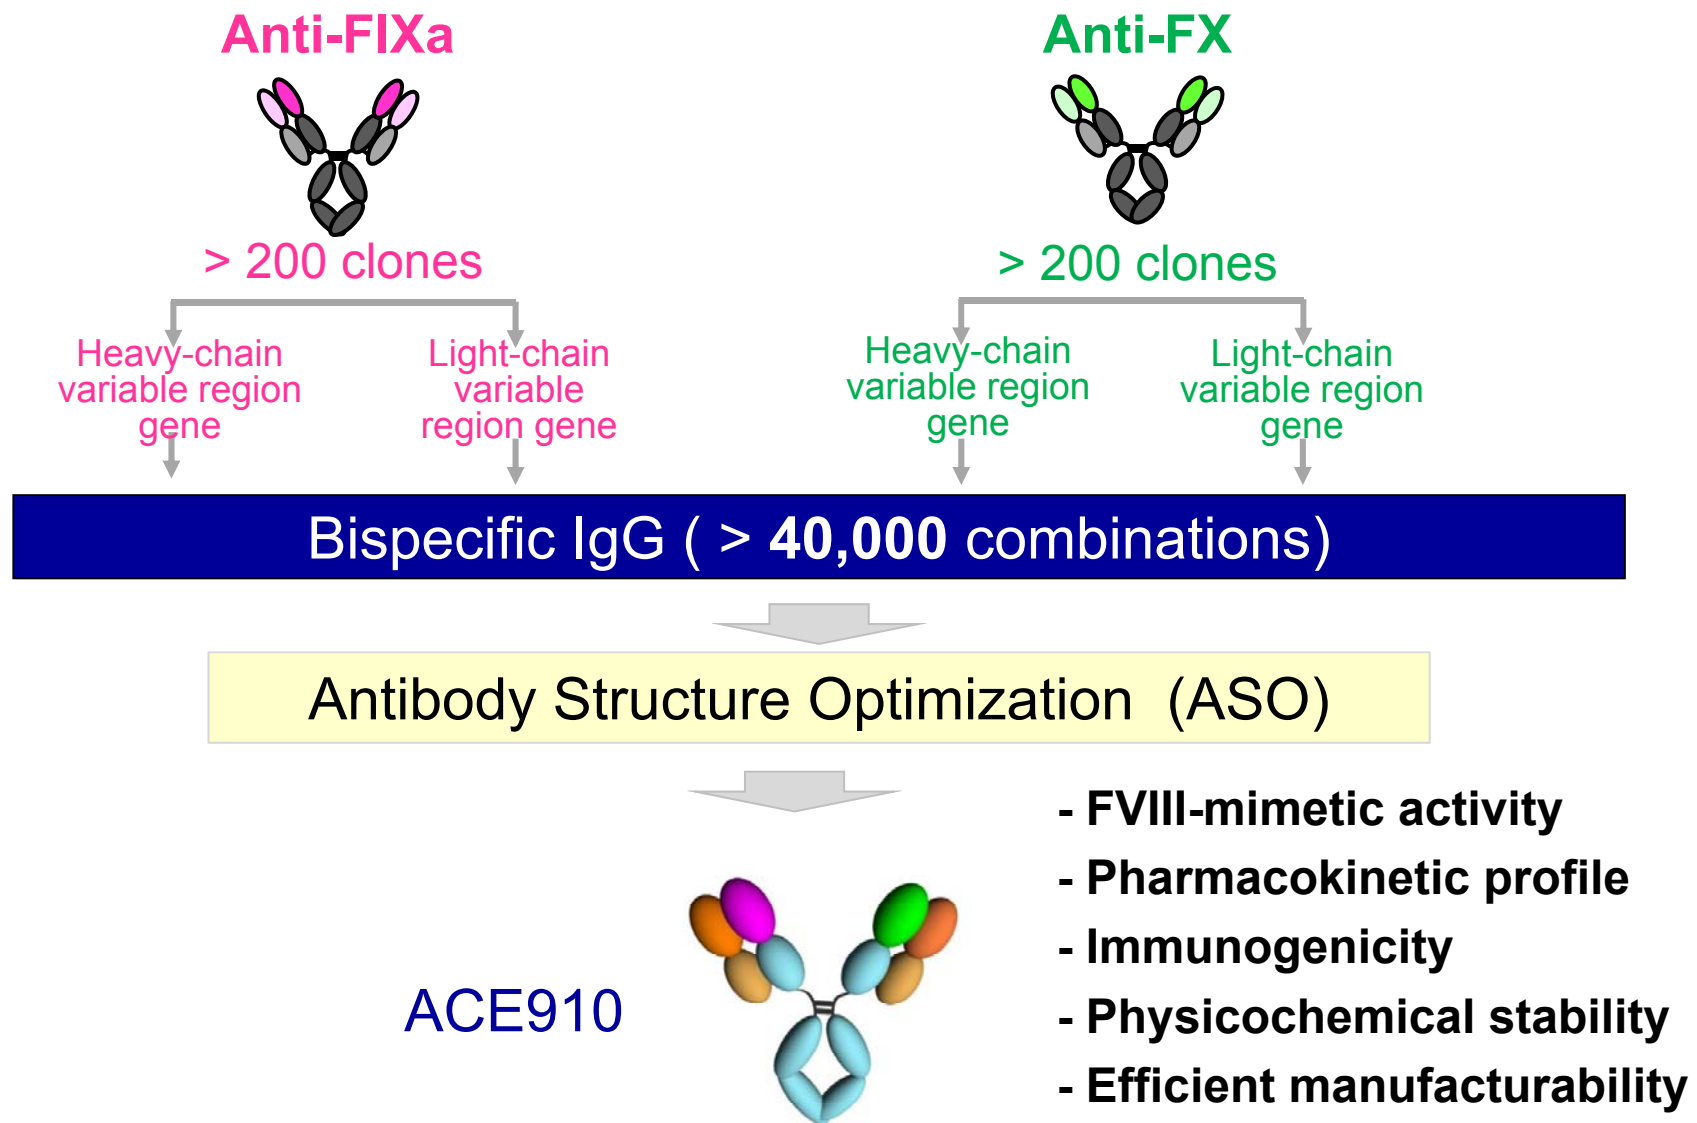 Anti-FIXa
Anti-FX
> 200 clones
> 200 clones
Heavy-chain
variable region
gene
Light-chain
variable
region gene
Heavy-chain
variable region
gene
Light-chain
variable region
gene
Bispecific IgG ( > 40,000 combinations)
Antibody Structure Optimization (ASO)
ACE910
- FVIII-mimetic activity
- Pharmacokinetic profile
- Immunogenicity
- Physicochemical stability
- Efficient manufacturability